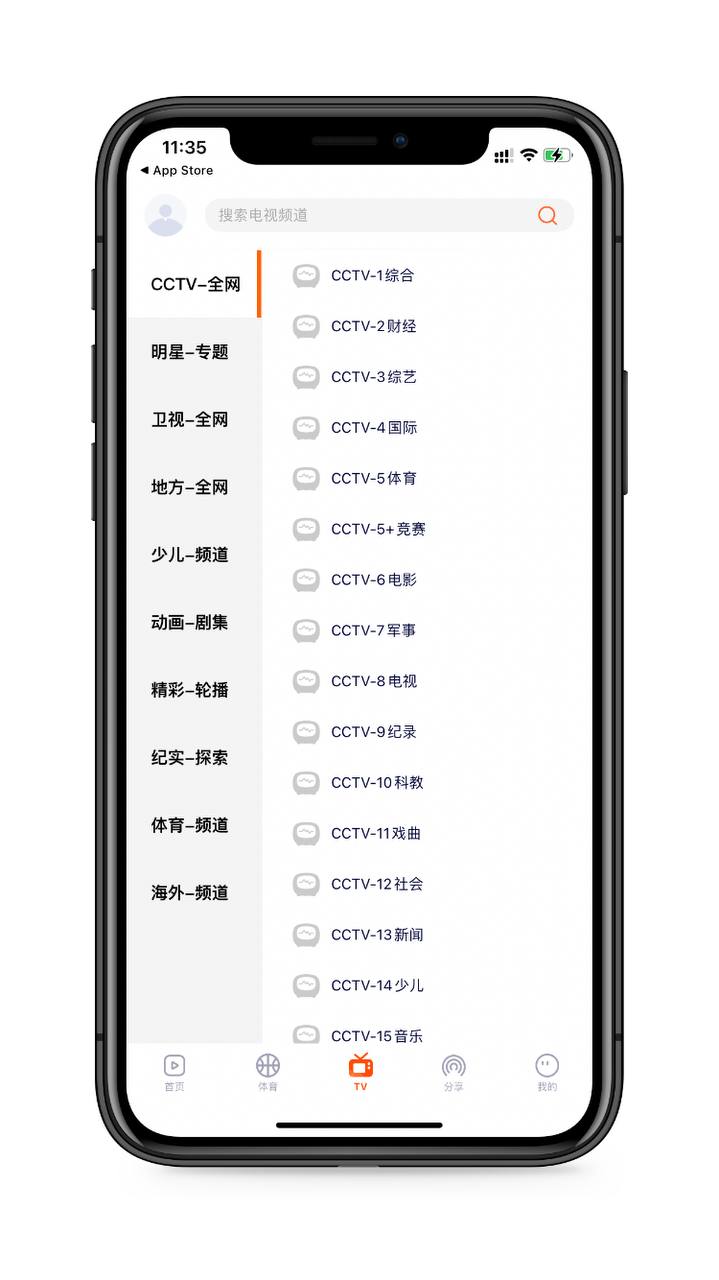 11:35
◀ App Store
搜索电视频道
CCTV-全网
明星-专题
卫视-全网
地方-全网
少儿-频道
动画-剧集
精彩-轮播
纪实-探索
体育-频道
海外-频道
CCTV-1综合
CCTV-2财经
CCTV-3综艺
CCTV-4国际
CCTV-5体育
CCTV-5+竞赛
CCTV-6电影
CCTV-7军事
CCTV-8电视
CCTV-9纪录
CCTV-10科教
CCTV-11戏曲
CCTV-12社会
CCTV-13新闻
CCTV-14少儿
CCTV-15音乐
首页
体育
TV
分享
我的